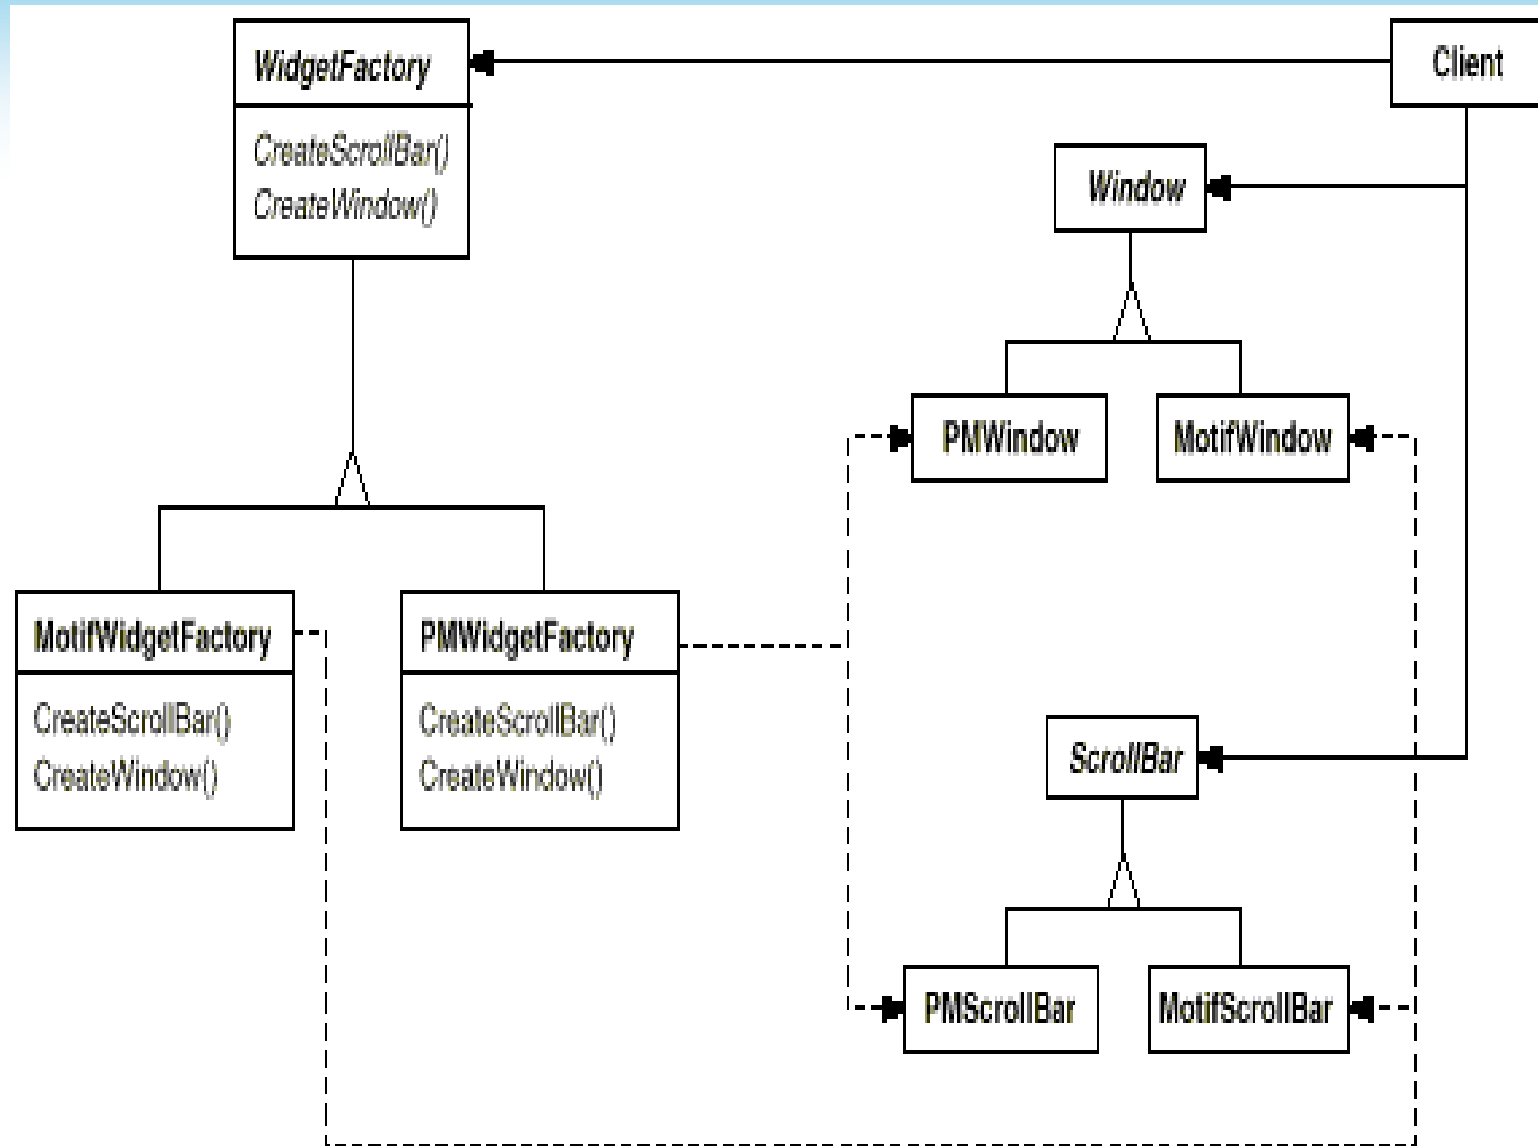 WidgetFactory
CreateScrollBar()
CreateWindow()
Client
Window
PMWindow
MotifWindow
MotifWidgetFactory
CreateScrollBar()
CreateWindow()
PMWidgetFactory
CreateScrollBar()
CreateWindow()
ScrollBar
PMScrollBar
MotifScrollBar